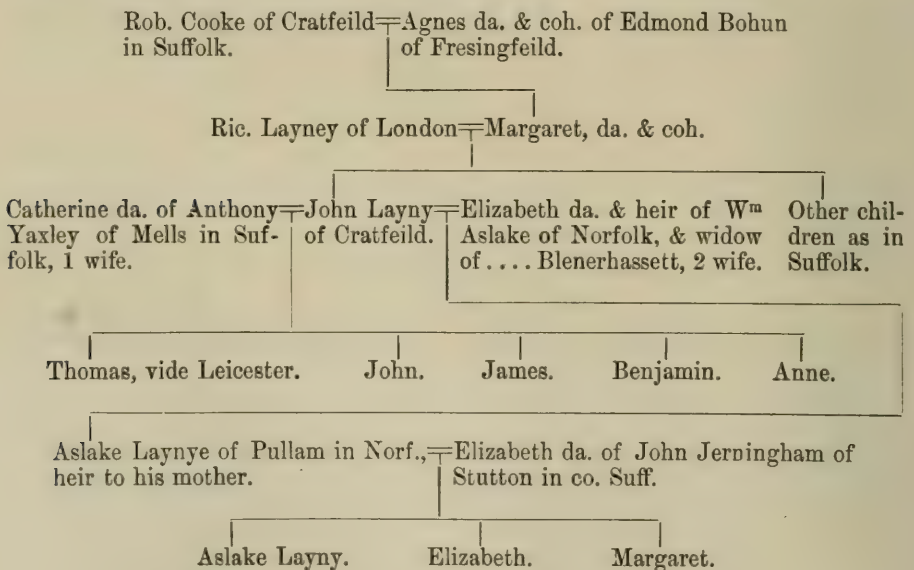 Rob. Cooke of Cratfeild Agnes da. & coh. of Edmond Bohun
in Suffolk. of Fresingfeild.
Ric. Layney of London Margaret, da. & coh.
Catherine da. of Anthony
Yaxley of Mells in Suf-
folk, 1 wife.
John Layny
of Cratfeild.
Elizabeth da. & heir of Wm
Aslake of Norfolk, & widow
of .... Blenerhassett, 2 wife.
Other chil-
dren as in
Suffolk.
Thomas, vide Leicester. John. James. Benjamin. Anne.
Aslake Laynye of Pullam in Norf.,
heir to his mother.
Elizabeth da. of John Jerningham of
Stutton in co. Suff.
Aslake Layny. Elizabeth. Margaret.